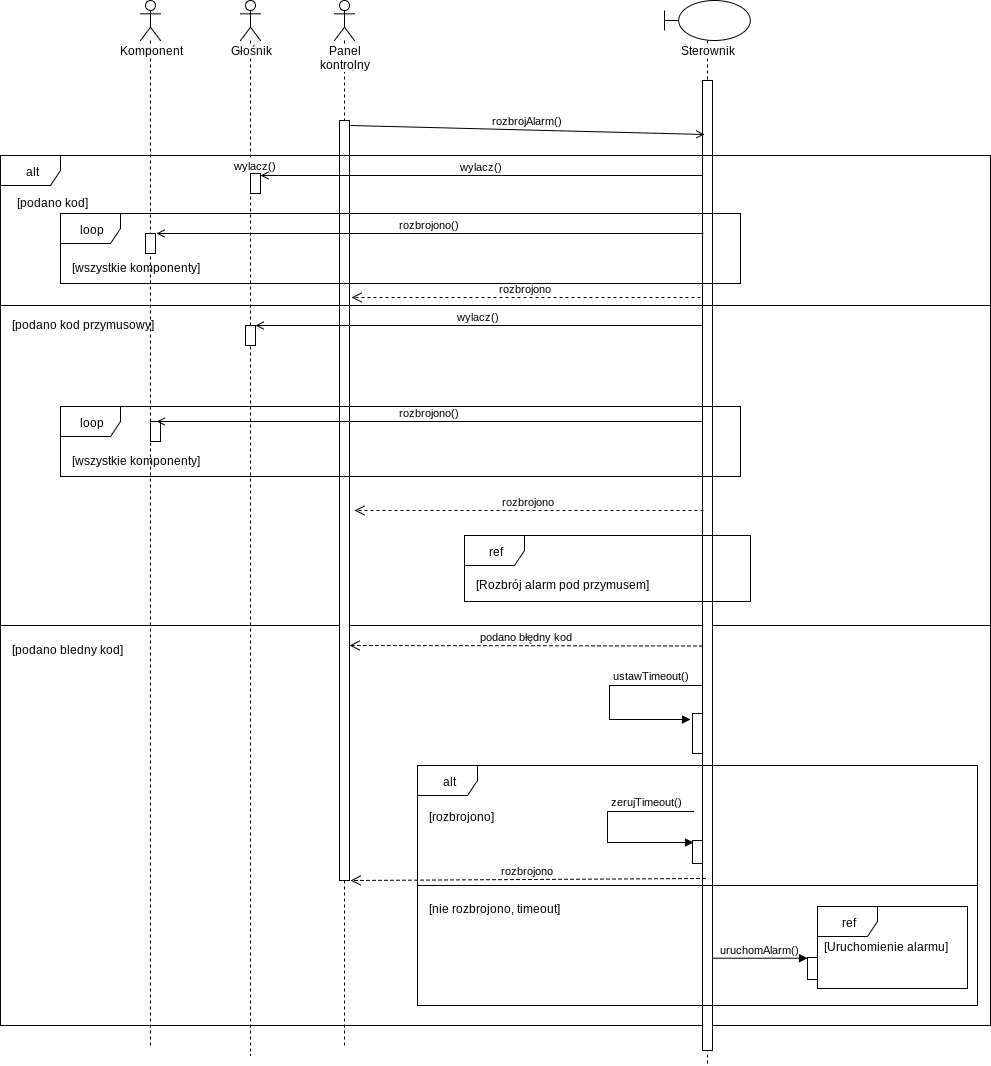 Komponent
Głośnik
Panel
kontrolny
Sterownik
rozbrojAlarm()
alt
wylacz()
wylacz()
[podano kod]
loop
rozbrojono()
[wszystkie komponenty]
rozbrojono
[podano kod przymusowy]
wylacz()
loop
rozbrojono()
[wszystkie komponenty]
rozbrojono
ref
[Rozbrój alarm pod przymusem]
podano błędny kod
[podano bledny kod]
ustawTimeout()
alt
zerujTimeout()
[rozbrojono]
rozbrojono
[nie rozbrojono, timeout]
ref
uruchomAlarm()
[Uruchomienie alarmu]